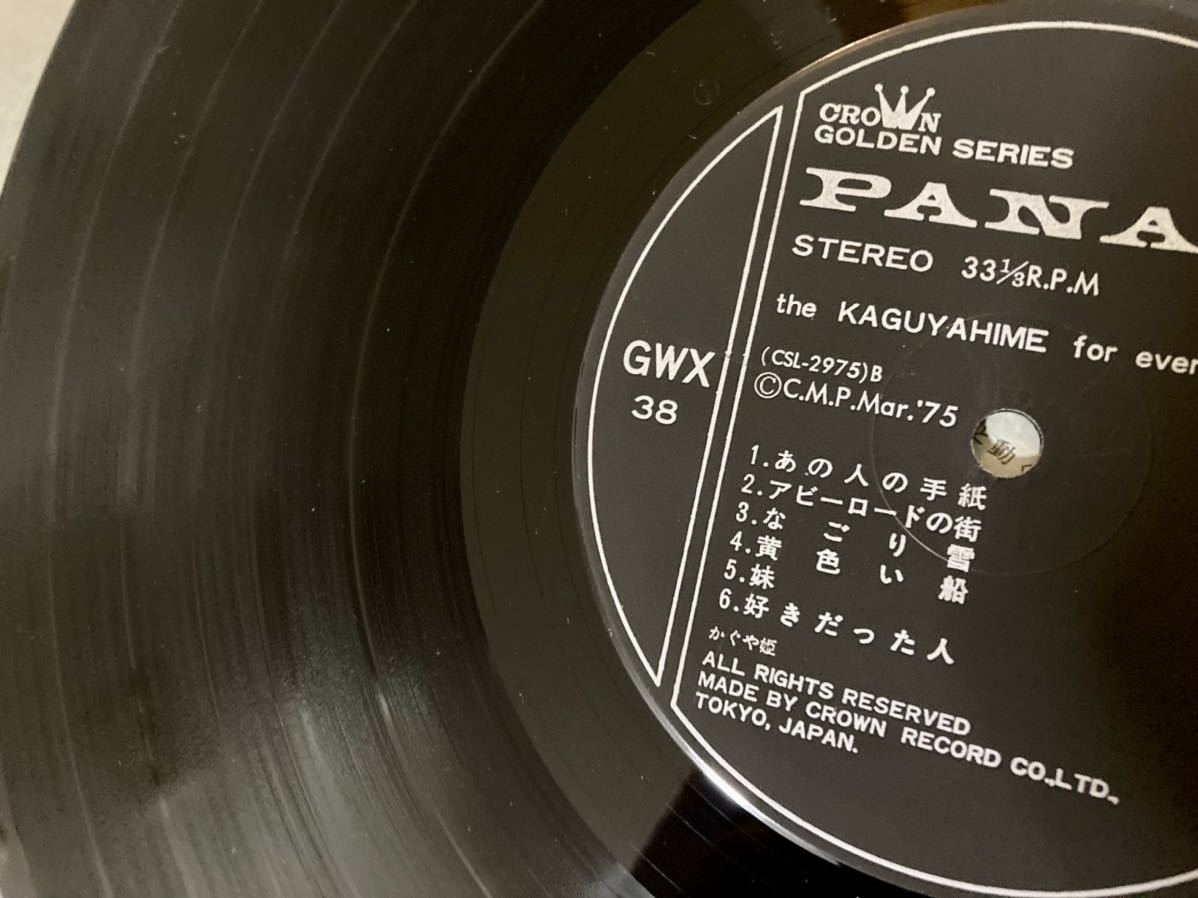 CROWN
GOLDEN SERIES
PANA
STEREO 33⅓R.P.M
the KAGUYAHIME for ever
(CSL-2975)B
©C.M.P.Mar.'75
GWX
38
1.あの人の手紙
2.アビーロードの街
3.なごり雪
4.黄色い船
5.妹
6.好きだった人
かぐや姫
ALL RIGHTS RESERVED
MADE BY CROWN RECORD CO.,LTD.,
TOKYO, JAPAN.
動